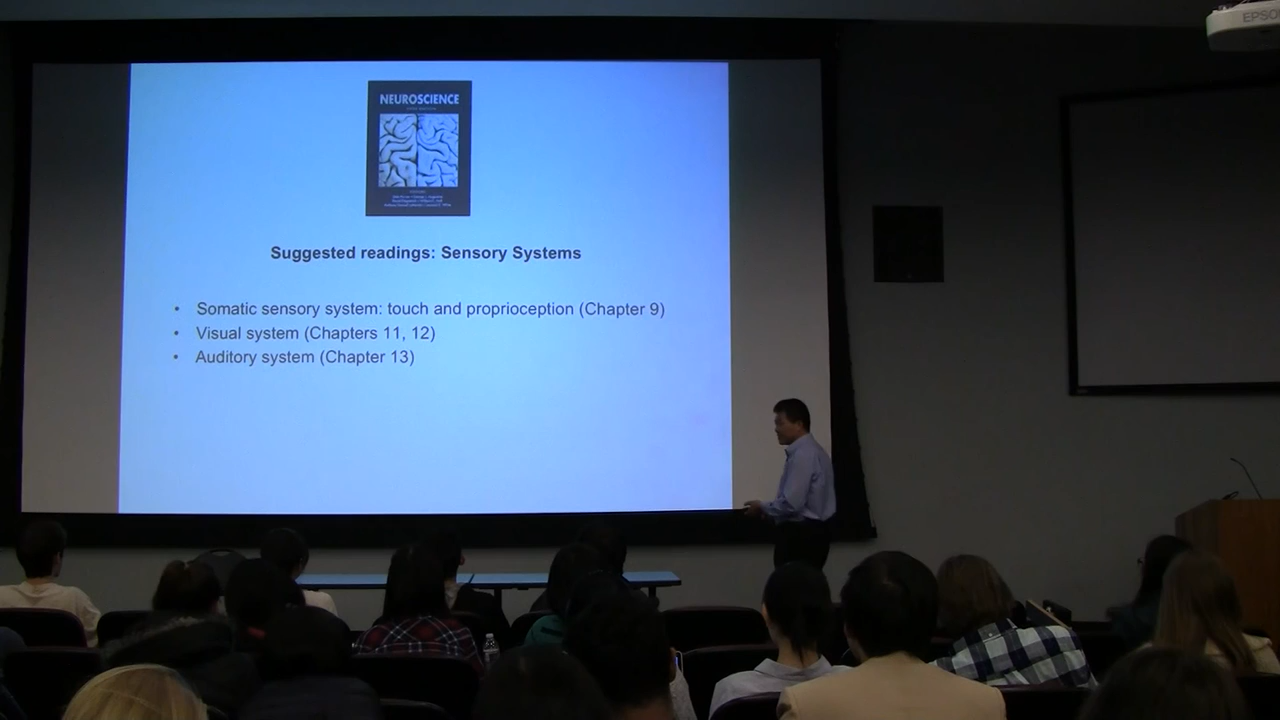 NEUROSCIENCE
Suggested readings: Sensory Systems
• Somatic sensory system: touch and proprioception (Chapter 9)
• Visual system (Chapters 11, 12)
• Auditory system (Chapter 13)